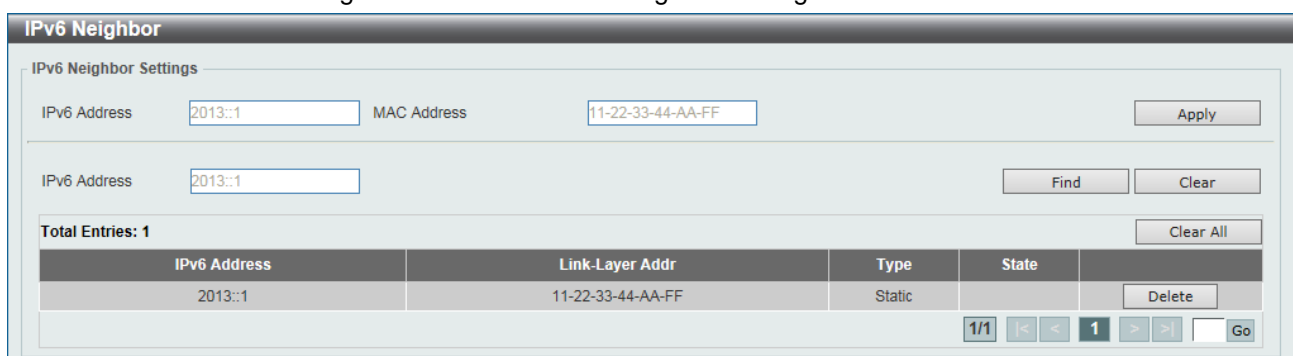 IPv6 Neighbor
IPv6 Neighbor Settings
IPv6 Address 2013::1 MAC Address 11-22-33-44-AA-FF Apply
IPv6 Address 2013::1 Find Clear
Total Entries: 1 Clear All
IPv6 Address Link-Layer Addr Type State
2013::1 11-22-33-44-AA-FF Static Delete
1/1 |< < 1 > >| Go